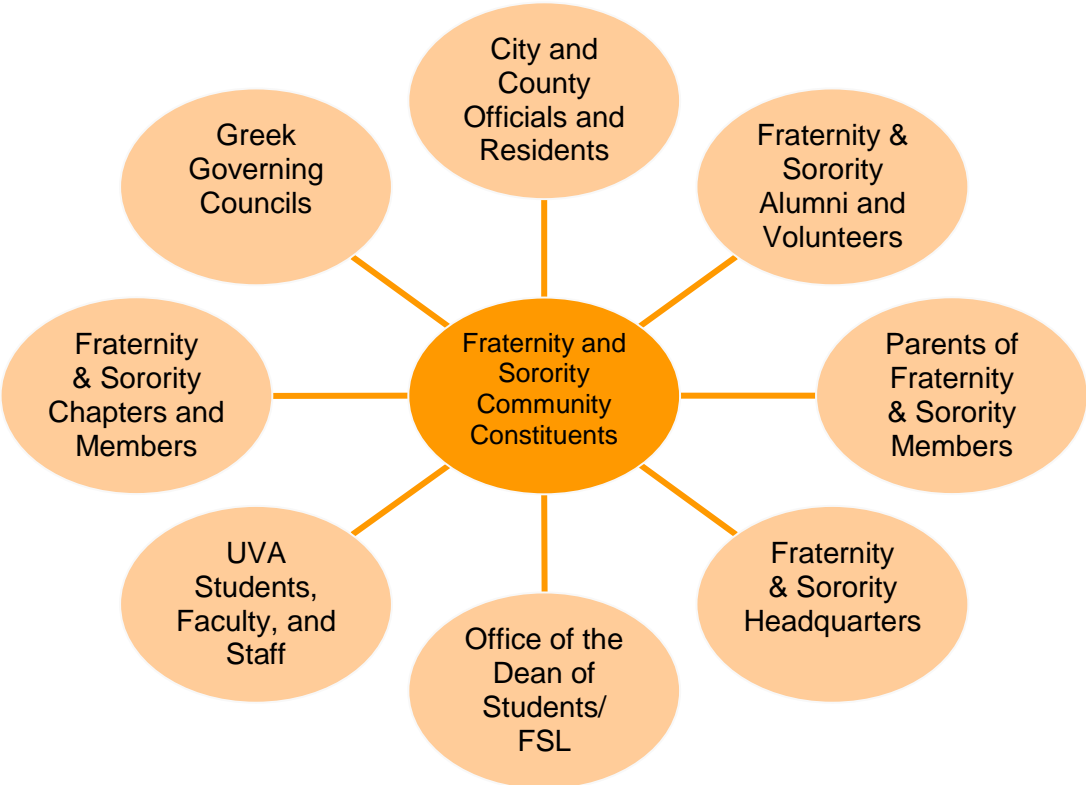 City and
County
Officials and
Residents
Fraternity &
Sorority
Alumni and
Volunteers
Parents of
Fraternity
& Sorority
Members
Fraternity
& Sorority
Headquarters
Office of the
Dean of
Students/
FSL
UVA
Students,
Faculty, and
Staff
Fraternity
& Sorority
Chapters and
Members
Greek
Governing
Councils
Fraternity and
Sorority
Community
Constituents